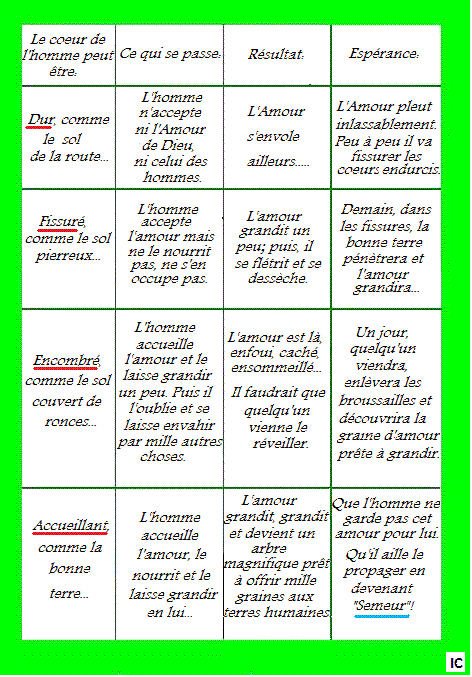 Le coeur de
l'homme peut
être:
Ce qui se passe:
Résultat:
Espérance:
Dur, comme
le sol
de la route...
L'homme
n'accepte
ni l'Amour
de Dieu,
ni celui des
hommes.
L'Amour
s'envole
ailleurs.....
L'Amour pleut
inlassablement.
Peu à peu il va
fissurer les
coeurs endurcis.
Fissuré,
comme le sol
pierreux...
L'homme
accepte
l'amour mais
ne le nourrit
pas, ne s'en
occupe pas.
L'amour
grandit un
peu; puis, il
se flétrit et se
dessèche.
Demain, dans
les fissures, la
bonne terre
pénètrera et
l'amour
grandira...
Encombré,
comme le sol
couvert de
ronces...
L'homme
accueille
l'amour et le
laisse grandir
un peu. Puis il
l'oublie et se
laisse envahir
par mille autres
choses.
L'amour est là,
enfoui, caché,
ensommeillé...
Il faudrait que
quelqu'un
vienne le
réveiller.
Un jour,
quelqu'un
viendra,
enlèvera les
broussailles et
découvrira la
graine d'amour
prête à grandir.
Accueillant,
comme la
bonne
terre...
L'homme
accueille
l'amour, le
nourrit et le
laisse grandir
en lui...
L'amour
grandit, grandit
et devient un
arbre
magnifique prêt
à offrir mille
graines aux
terres humaines.
Que l'homme ne
garde pas cet
amour pour lui.
Qu'il aille le
propager en
devenant
"Semeur"!
IC